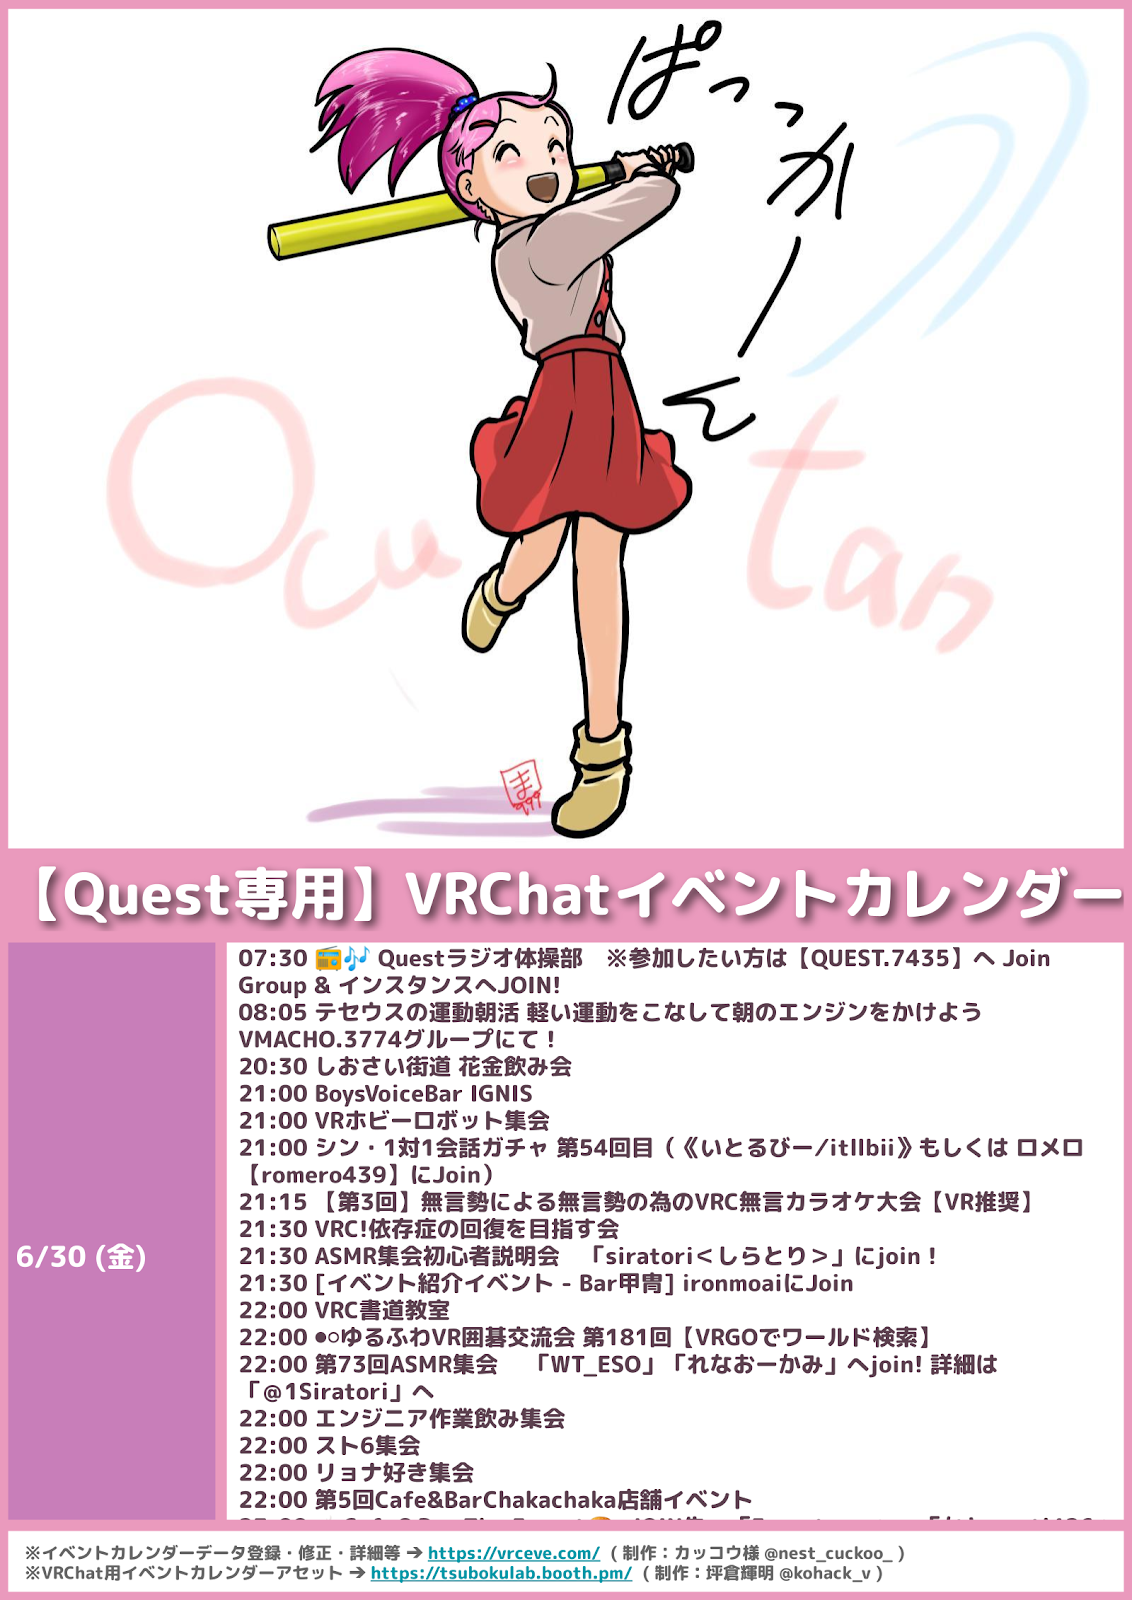 ぱっっかーーん
Ocu tan
ま
999
【Quest専用】VRChatイベントカレンダー
6/30 (金)
07:30 📻🎶 Questラジオ体操部　※参加したい方は【QUEST.7435】へ Join
Group & インスタンスへJOIN!
08:05 テセウスの運動朝活 軽い運動をこなして朝のエンジンをかけよう
VMACHO.3774グループにて！
20:30 しおさい街道 花金飲み会
21:00 BoysVoiceBar IGNIS
21:00 VRホビーロボット集会
21:00 シン・1対1会話ガチャ 第54回目（《いとるびー/itllbii》もしくは ロメロ
【romero439】にJoin）
21:15 【第3回】無言勢による無言勢の為のVRC無言カラオケ大会【VR推奨】
21:30 VRC!依存症の回復を目指す会
21:30 ASMR集会初心者説明会　「siratori＜しらとり＞」にjoin！
21:30 [イベント紹介イベント - Bar甲冑] ironmoaiにJoin
22:00 VRC書道教室
22:00 ●○ゆるふわVR囲碁交流会 第181回【VRGOでワールド検索】
22:00 第73回ASMR集会　「WT_ESO」「れなおーかみ」へjoin! 詳細は
「@1Siratori」へ
22:00 エンジニア作業飲み集会
22:00 スト6集会
22:00 リョナ好き集会
22:00 第5回Cafe&BarChakachaka店舗イベント
※イベントカレンダーデータ登録・修正・詳細等 ➔ https://vrceve.com/ （制作：カッコウ様 @nest_cuckoo_ ）
※VRChat用イベントカレンダーアセット ➔ https://tsubokulab.booth.pm/ （制作：坪倉輝明 @kohack_v ）